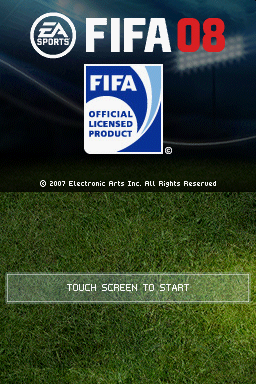 EA
SPORTS
FIFA 08
FIFA
OFFICIAL
LICENSED
PRODUCT
©
© 2007 Electronic Arts Inc. All Rights Reserved
TOUCH SCREEN TO START